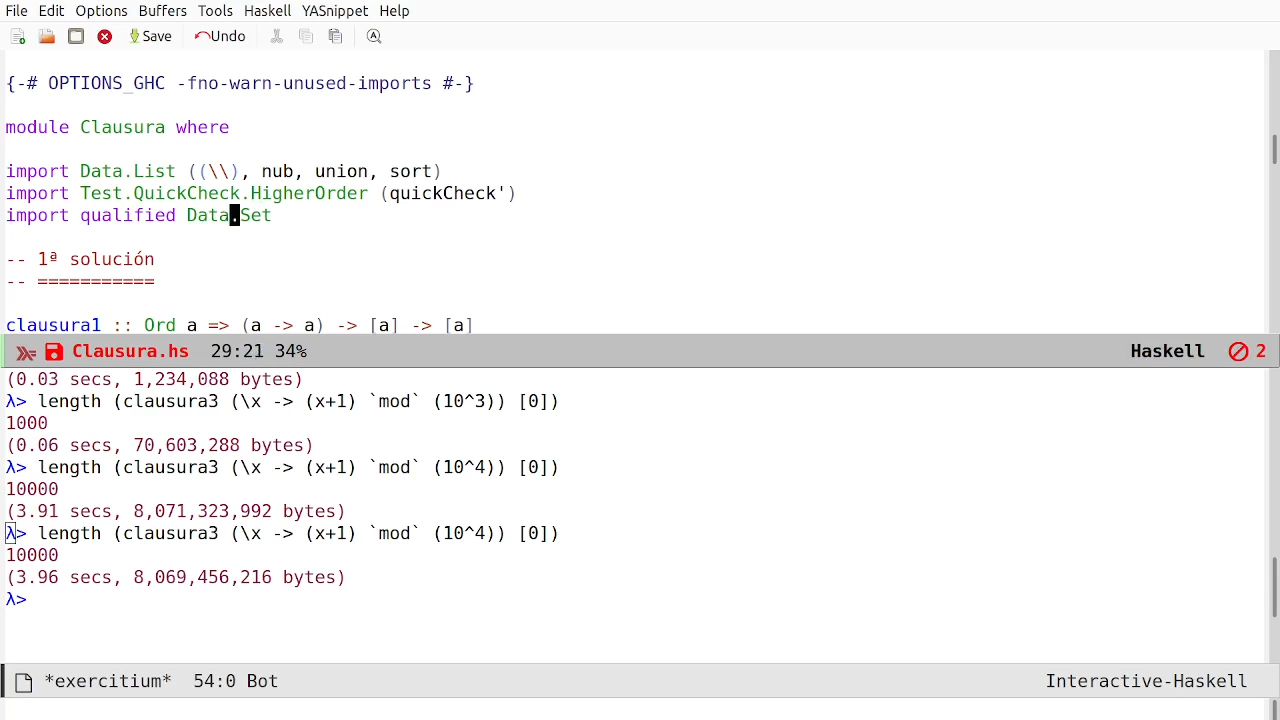 File Edit Options Buffers Tools Haskell YASnippet Help
Save Undo
{-# OPTIONS_GHC -fno-warn-unused-imports #-}
module Clausura where
import Data.List ((\\), nub, union, sort)
import Test.QuickCheck.HigherOrder (quickCheck')
import qualified Data.Set
-- 1ª solución
-- ===========
clausura1 :: Ord a => (a -> a) -> [a] -> [a]
Clausura.hs 29:21 34% Haskell 2
(0.03 secs, 1,234,088 bytes)
λ> length (clausura3 (\x -> (x+1) `mod` (10^3)) [0])
1000
(0.06 secs, 70,603,288 bytes)
λ> length (clausura3 (\x -> (x+1) `mod` (10^4)) [0])
10000
(3.91 secs, 8,071,323,992 bytes)
λ> length (clausura3 (\x -> (x+1) `mod` (10^4)) [0])
10000
(3.96 secs, 8,069,456,216 bytes)
λ>
*exercitium* 54:0 Bot Interactive-Haskell